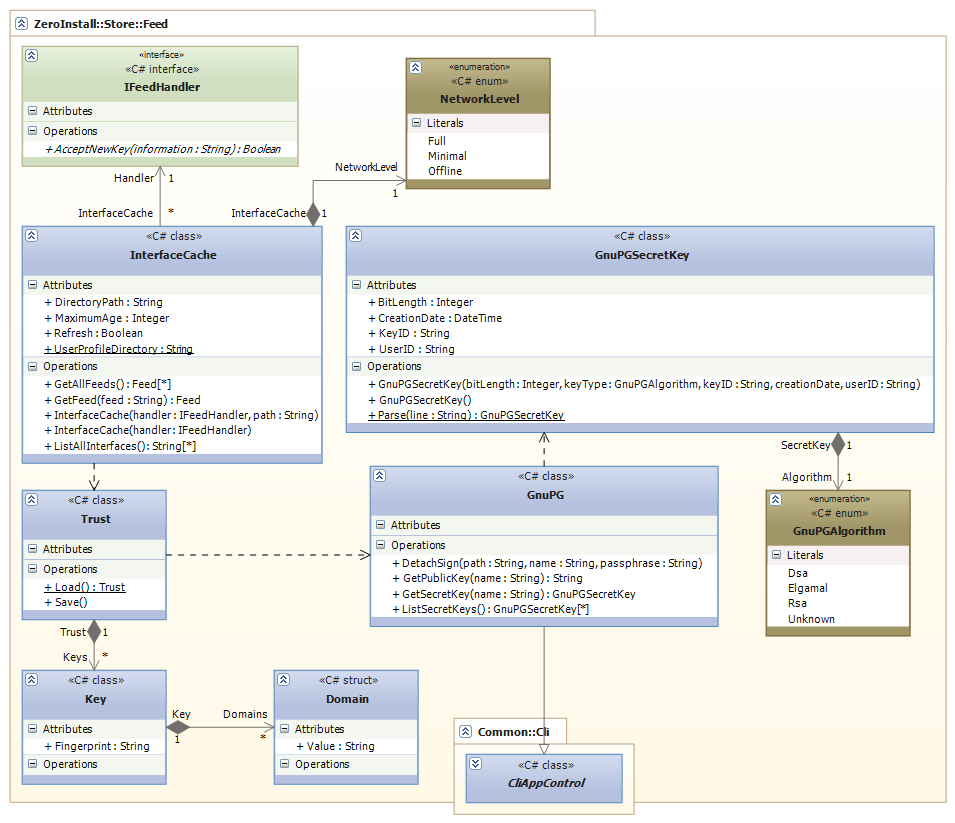 ZeroInstall::Store::Feed
«interface»
«C# interface»
IFeedHandler
Attributes
Operations
+ AcceptNewKey(information : String) : Boolean
«enumeration»
«C# enum»
NetworkLevel
Literals
Full
Minimal
Offline
Handler
1
InterfaceCache
*
NetworkLevel
1
InterfaceCache
1
«C# class»
InterfaceCache
Attributes
+ DirectoryPath : String
+ MaximumAge : Integer
+ Refresh : Boolean
+ UserProfileDirectory : String
Operations
+ GetAllFeeds() : Feed[*]
+ GetFeed(feed : String) : Feed
+ InterfaceCache(handler : IFeedHandler, path : String)
+ InterfaceCache(handler : IFeedHandler)
+ ListAllInterfaces() : String[*]
«C# class»
GnuPGSecretKey
Attributes
+ BitLength : Integer
+ CreationDate : DateTime
+ KeyID : String
+ UserID : String
Operations
+ GnuPGSecretKey(bitLength : Integer, keyType : GnuPGAlgorithm, keyID : String, creationDate, userID : String)
+ GnuPGSecretKey()
+ Parse(line : String) : GnuPGSecretKey
SecretKey
1
Algorithm
1
«C# class»
Trust
Attributes
Operations
+ Load() : Trust
+ Save()
«C# class»
GnuPG
Attributes
Operations
+ DetachSign(path : String, name : String, passphrase : String)
+ GetPublicKey(name : String) : String
+ GetSecretKey(name : String) : GnuPGSecretKey
+ ListSecretKeys() : GnuPGSecretKey[*]
«enumeration»
«C# enum»
GnuPGAlgorithm
Literals
Dsa
Elgamal
Rsa
Unknown
Trust
1
Keys
*
«C# class»
Key
Attributes
+ Fingerprint : String
Operations
Key
1
Domains
*
«C# struct»
Domain
Attributes
+ Value : String
Operations
Common::Cli
«C# class»
CliAppControl